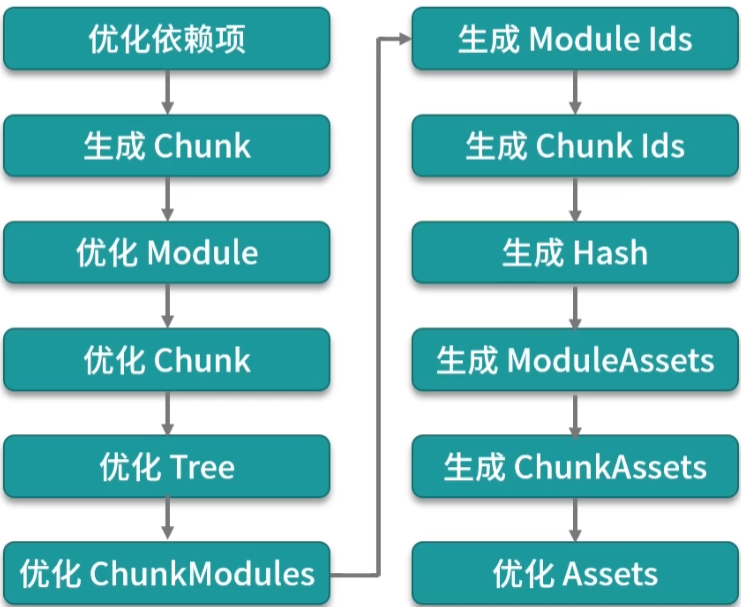 优化依赖项
生成 Chunk
优化 Module
优化 Chunk
优化 Tree
优化 ChunkModules
生成 Module Ids
生成 Chunk Ids
生成 Hash
生成 ModuleAssets
生成 ChunkAssets
优化 Assets